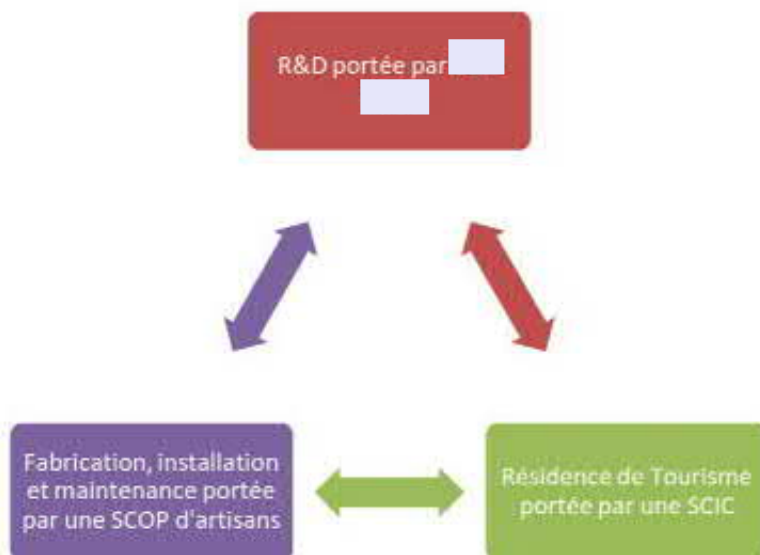 R&D portée par
Fabrication, installation
et maintenance portée
par une SCOP d'artisans
Résidence de Tourisme
portée par une SCIC